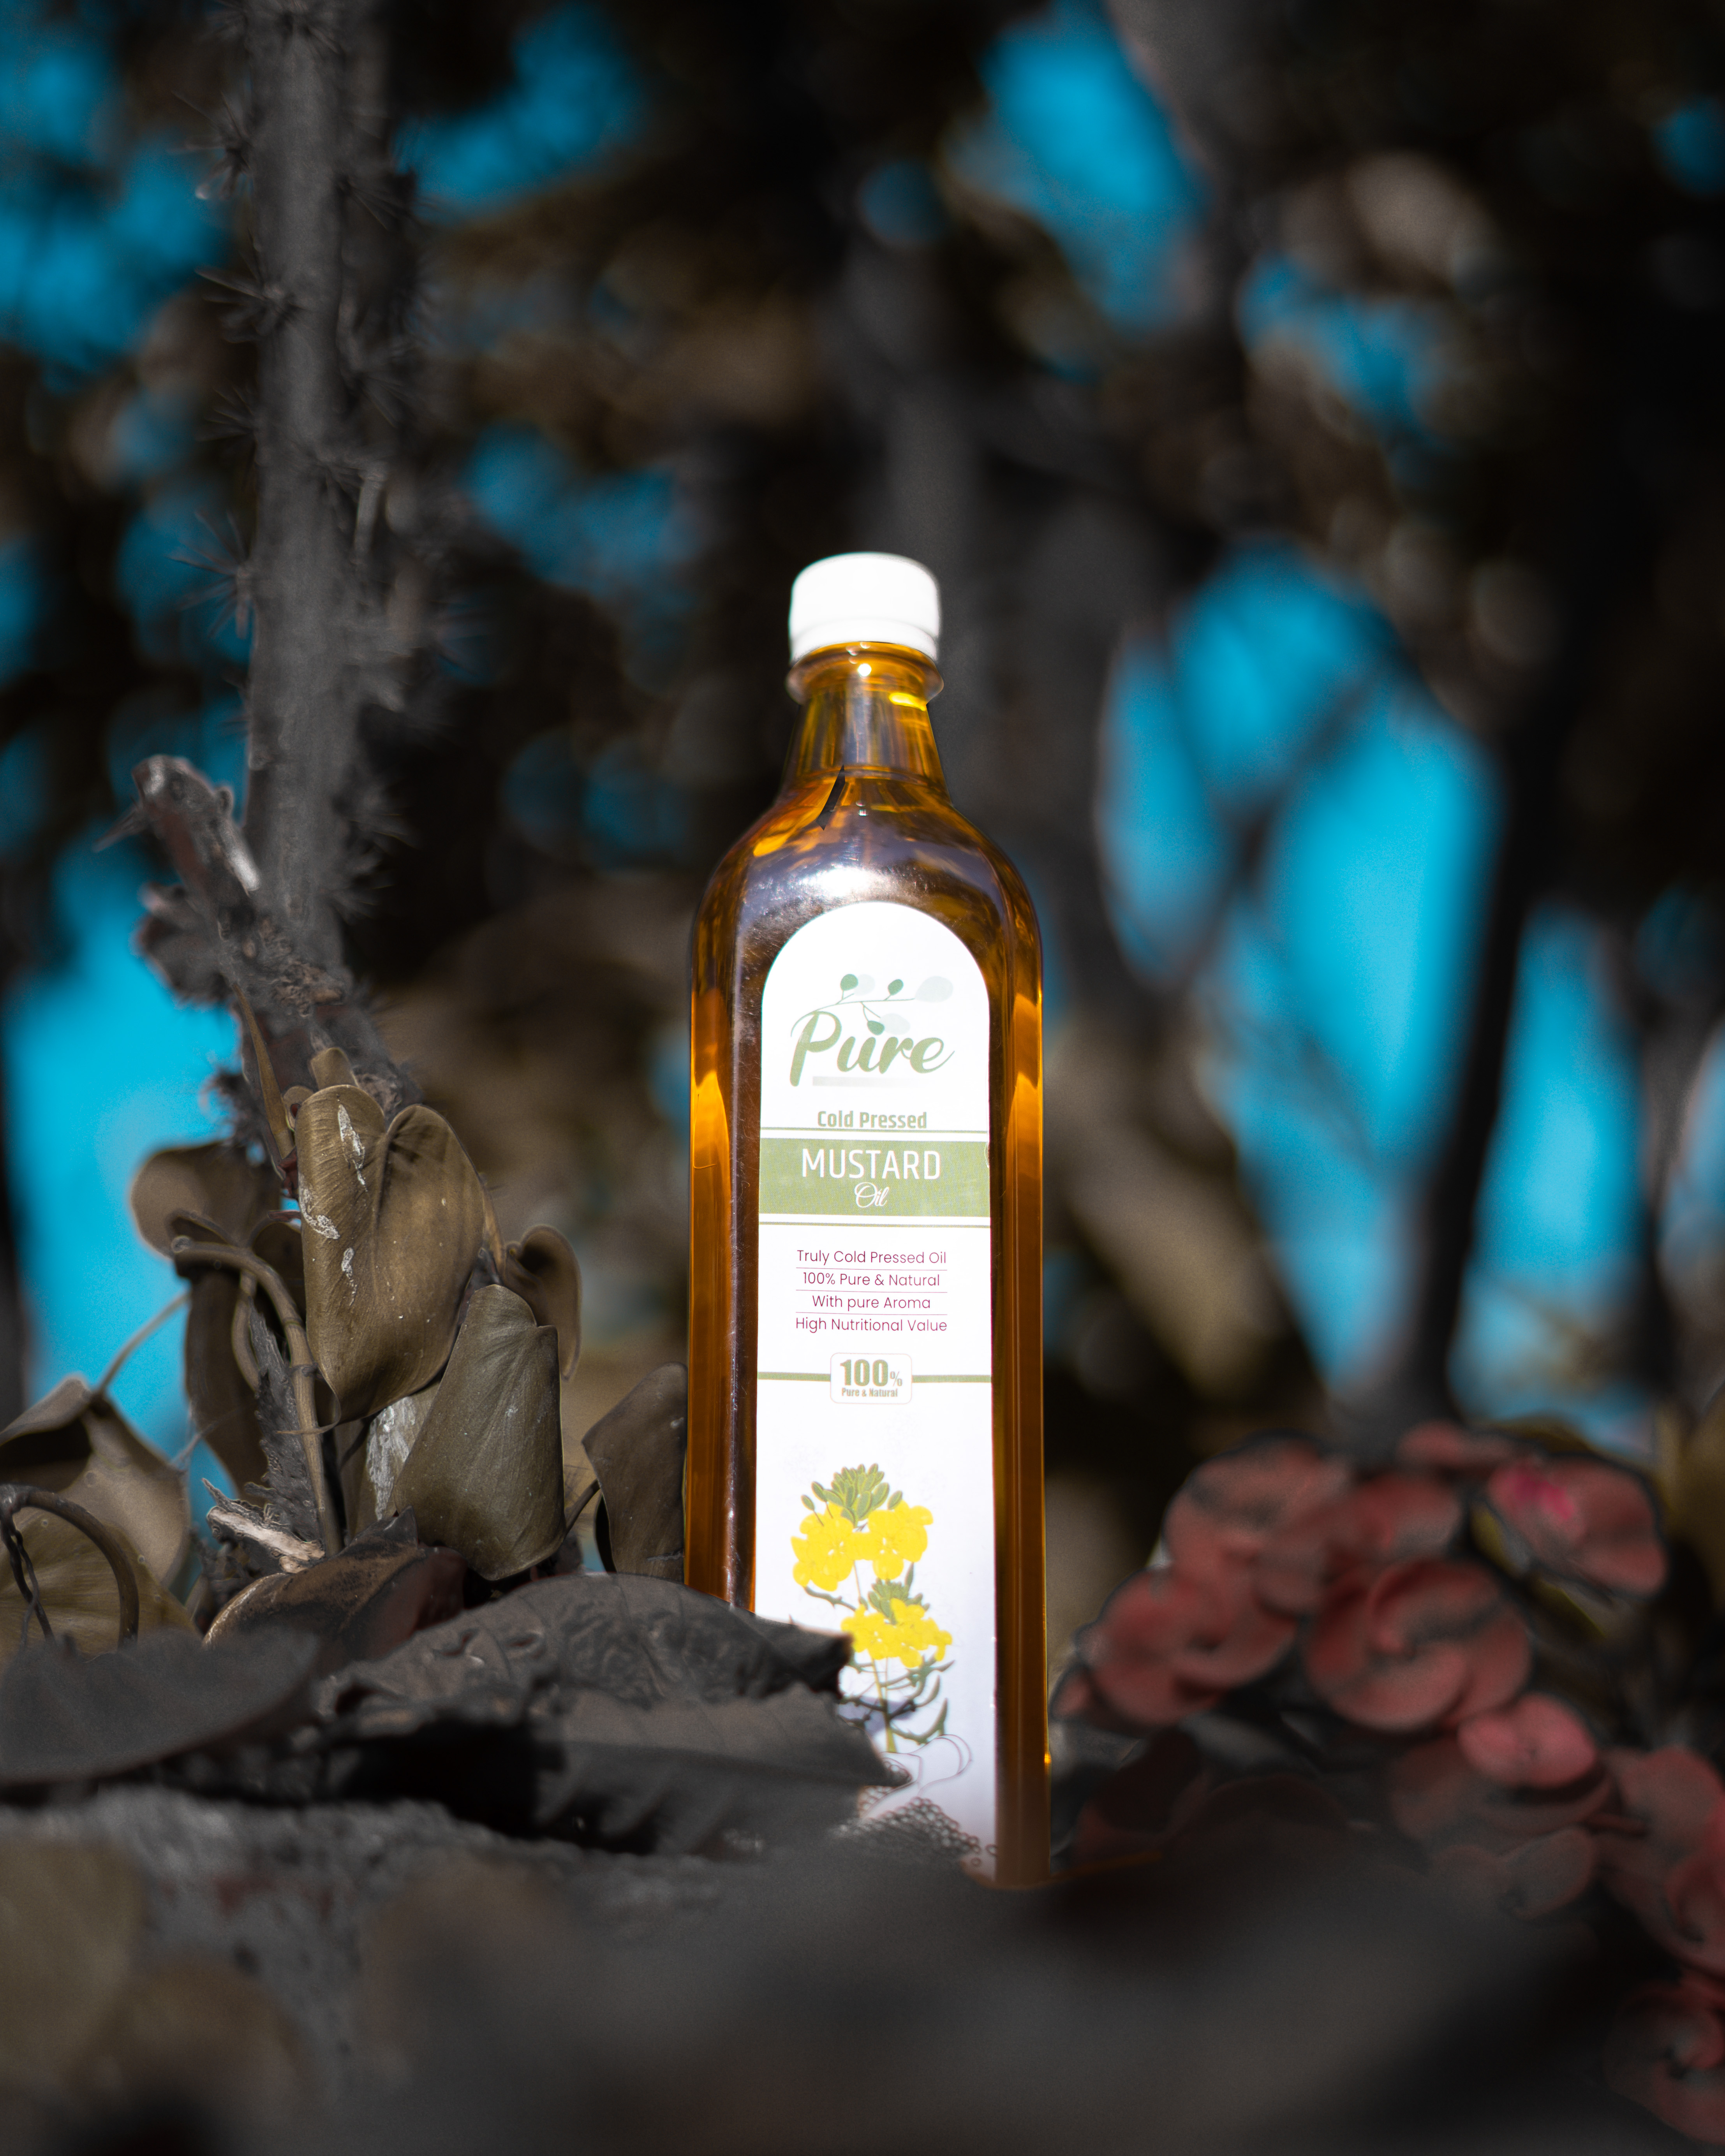 Pure
Cold Pressed
MUSTARD
Oil
Truly Cold Pressed Oil
100% Pure & Natural
With pure Aroma
High Nutritional Value
100%
Pure & Natural